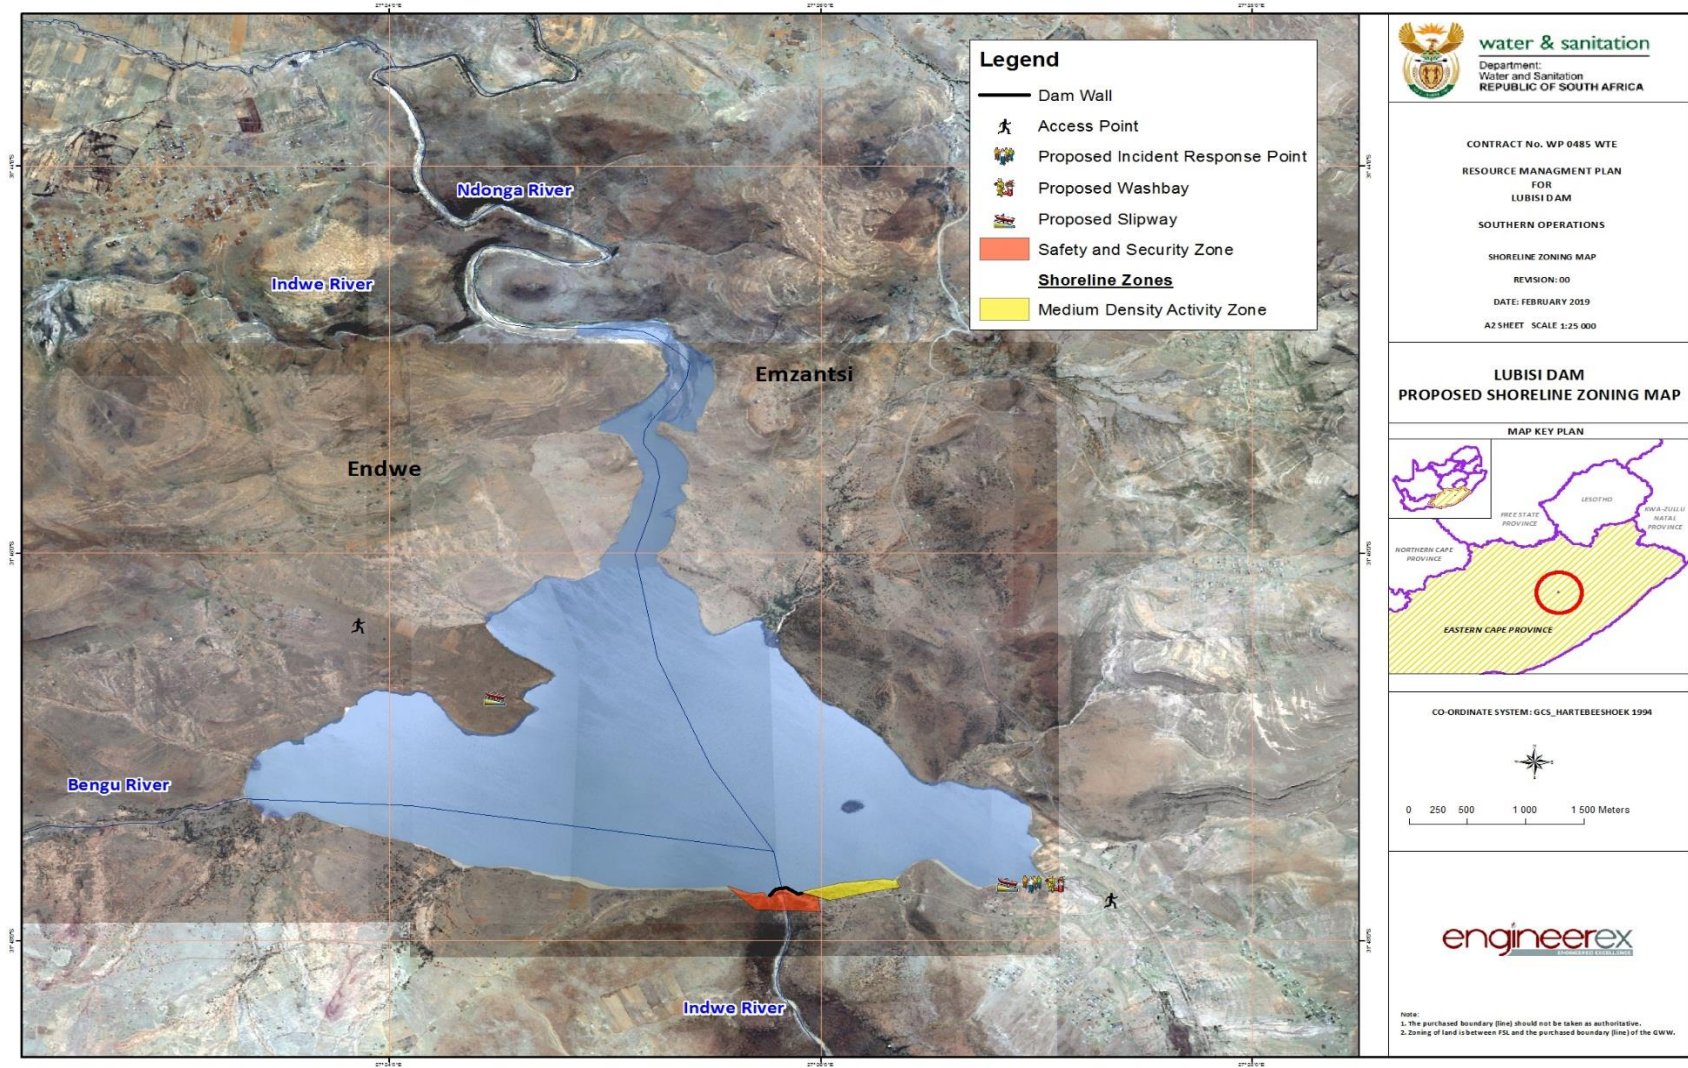 Legend
Dam Wall
Access Point
Proposed Incident Response Point
Proposed Washbay
Proposed Slipway
Safety and Security Zone
Shoreline Zones
Medium Density Activity Zone
Ndonga River
Indwe River
Emzantsi
Endwe
Bengu River
Indwe River
water & sanitation
Department:
Water and Sanitation
REPUBLIC OF SOUTH AFRICA
CONTRACT No. WP 0485 WTE
RESOURCE MANAGMENT PLAN
FOR
LUBISI DAM
SOUTHERN OPERATIONS
SHORELINE ZONING MAP
REVISION: 00
DATE: FEBRUARY 2019
A2 SHEET SCALE 1:25 000
LUBISI DAM
PROPOSED SHORELINE ZONING MAP
MAP KEY PLAN
LESOTHO
FREE STATE
PROVINCE
KWA-ZULLU
NATAL
PROVINCE
NORTHERN CAPE
PROVINCE
EASTERN CAPE PROVINCE
CO-ORDINATE SYSTEM: GCS_HARTEBEESHOEK 1994
0 250 500 1 000 1 500 Meters
engineerex
ENGINEERED EXCELLENCE
Note:
1. The purchased boundary (line) should not be taken as authoritative.
2. Zoning of land is between FSL and the purchased boundary (line) of the GWW.